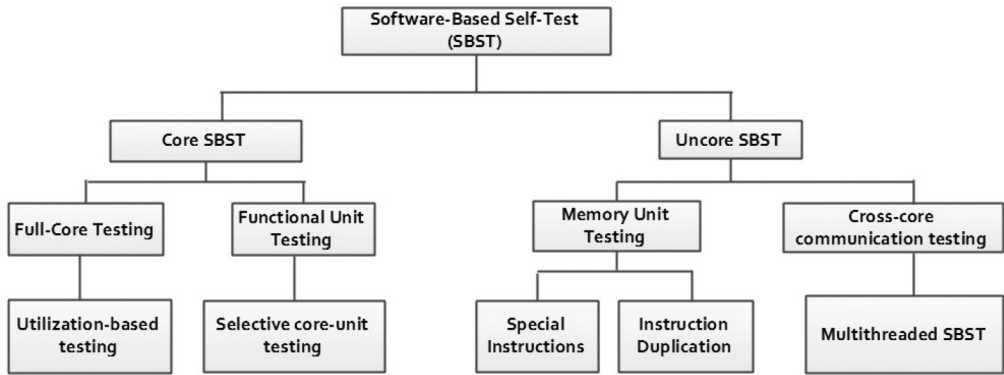 Software-Based Self-Test
(SBST)
Core SBST
Uncore SBST
Full-Core Testing
Functional Unit
Testing
Memory Unit
Testing
Cross-core
communication testing
Utilization-based
testing
Selective core-unit
testing
Special
Instructions
Instruction
Duplication
Multithreaded SBST